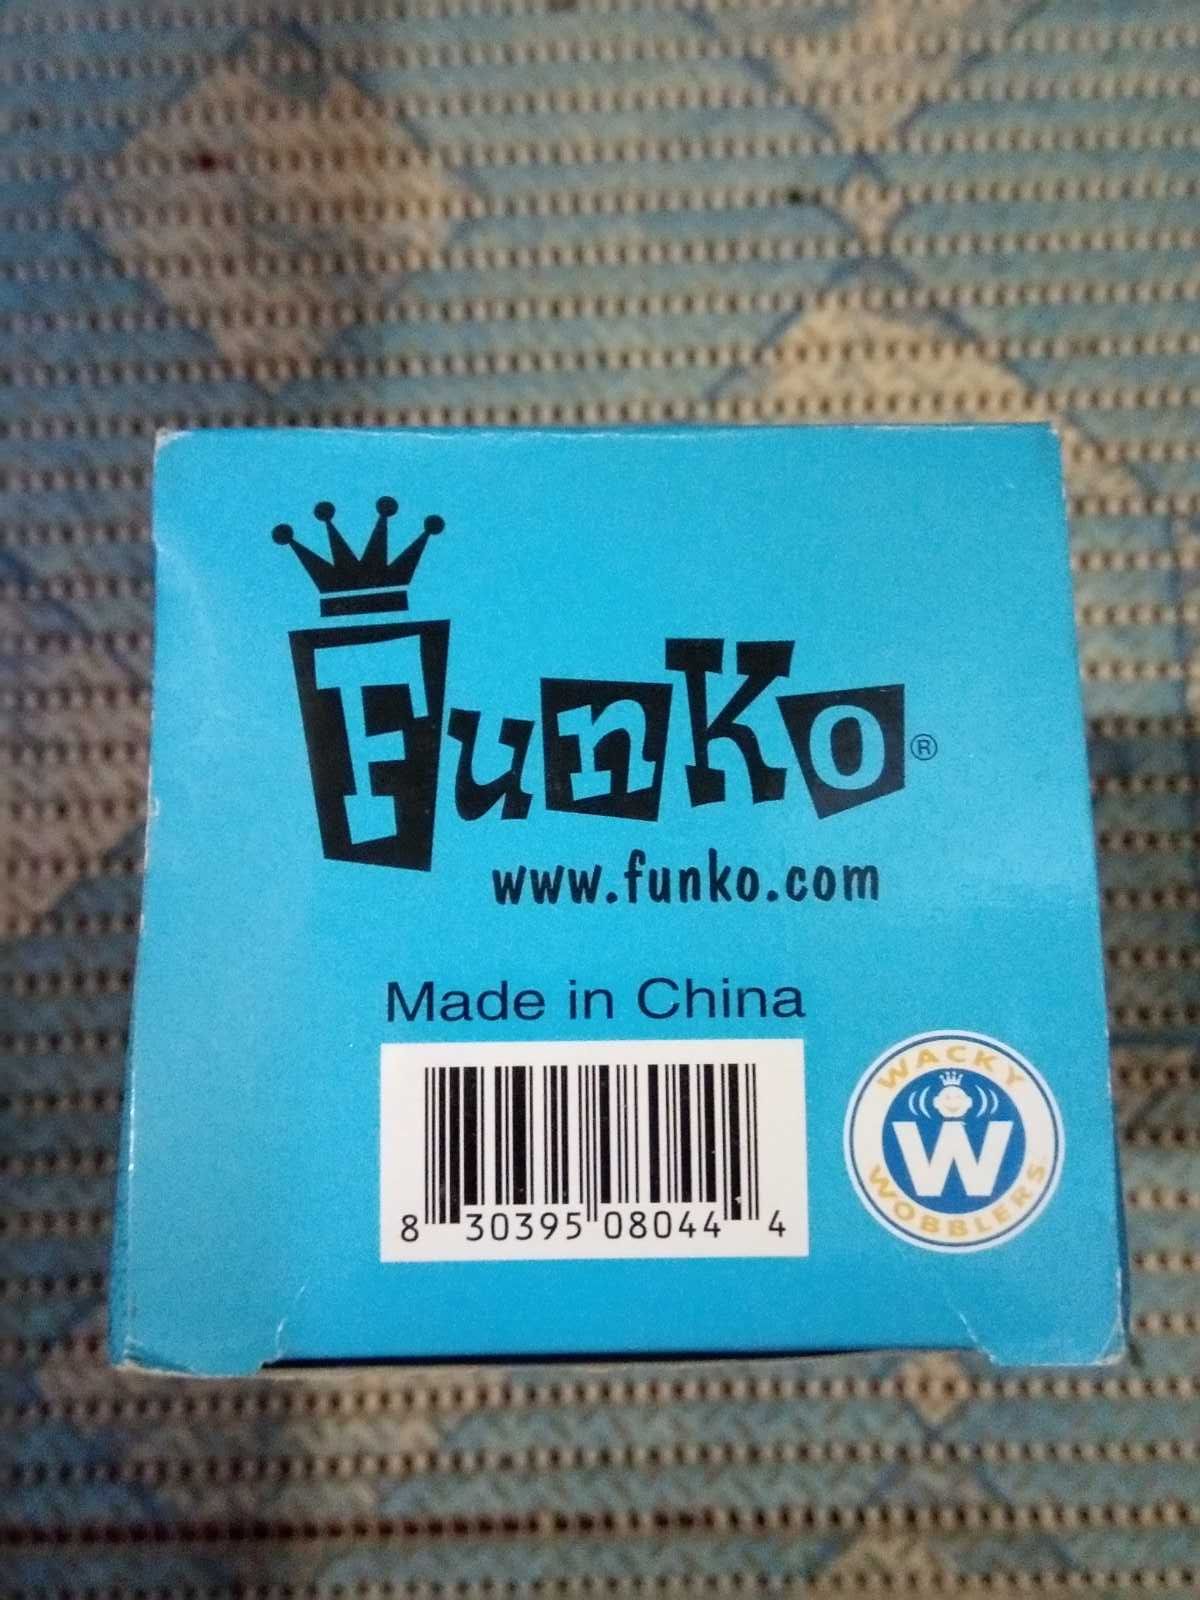 Funko®
www.funko.com
Made in China
8 30395 08044 4
WACKY
W
WOBBLERS